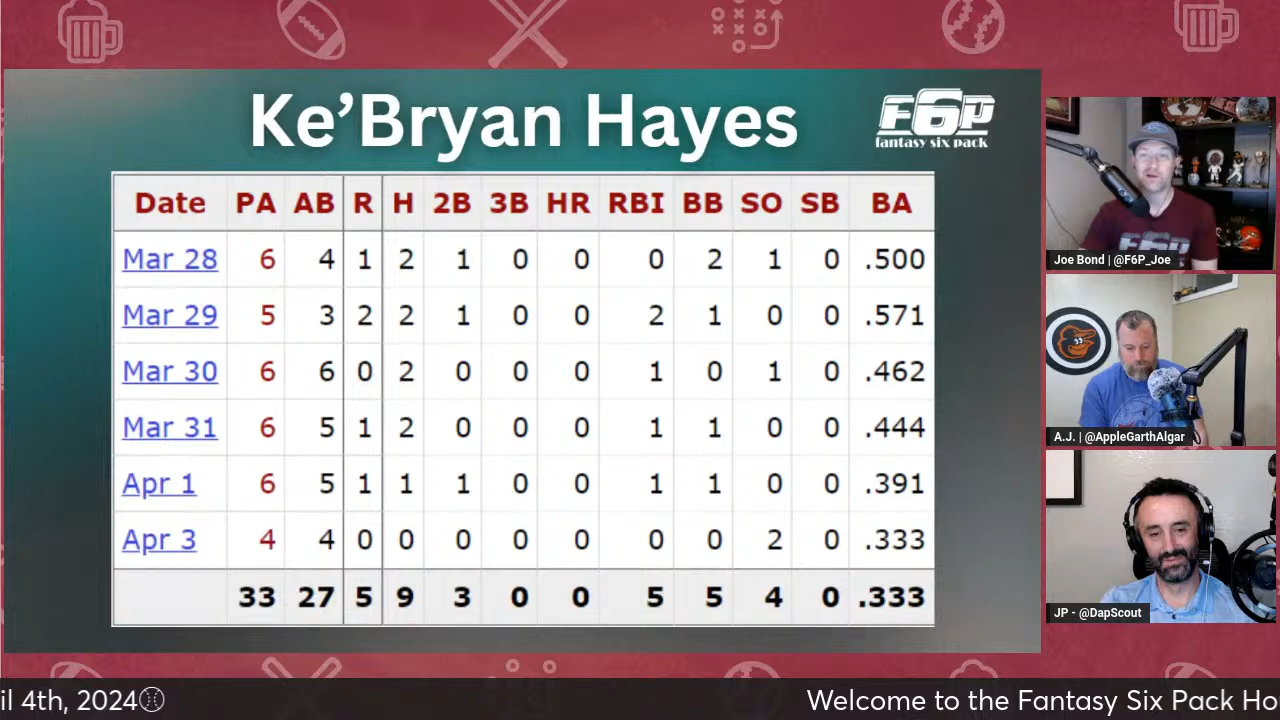 Ke’Bryan Hayes
F6P
fantasy six pack
Date PA AB R H 2B 3B HR RBI BB SO SB BA
Mar 28 6 4 1 2 1 0 0 0 2 1 0 .500
Mar 29 5 3 2 2 1 0 0 2 1 0 0 .571
Mar 30 6 6 0 2 0 0 0 1 0 1 0 .462
Mar 31 6 5 1 2 0 0 0 1 1 0 0 .444
Apr 1 6 5 1 1 1 0 0 1 1 0 0 .391
Apr 3 4 4 0 0 0 0 0 0 0 2 0 .333
33 27 5 9 3 0 0 5 5 4 0 .333
F6P
Joe Bond | @F6P_Joe
A.J. | @AppleGarthAlgar
JP - @DapScout
il 4th, 2024
Welcome to the Fantasy Six Pack Ho